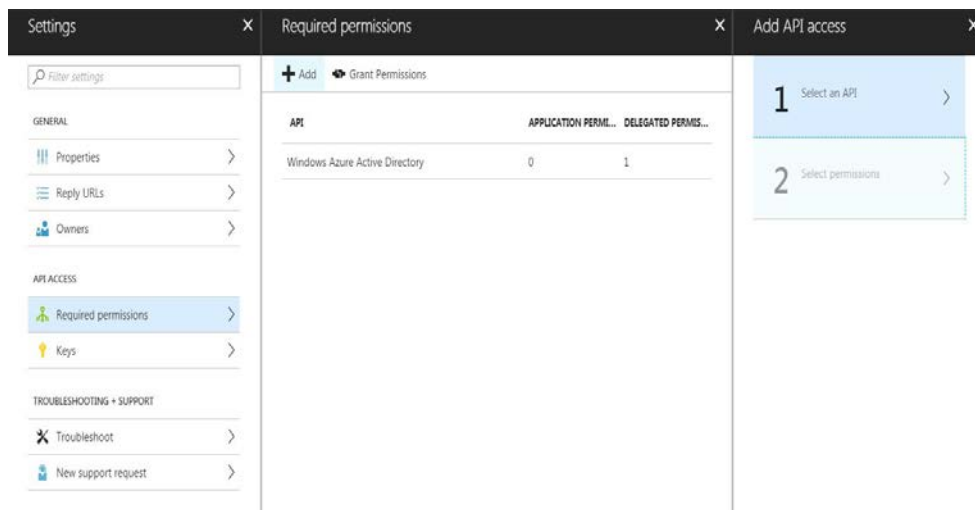 Settings
Filter settings
GENERAL
Properties
Reply URLs
Owners
API ACCESS
Required permissions
Keys
TROUBLESHOOTING + SUPPORT
Troubleshoot
New support request
Required permissions
Add Grant Permissions
API APPLICATION PERMI... DELEGATED PERMIS...
Windows Azure Active Directory 0 1
Add API access
1 Select an API
2 Select permissions